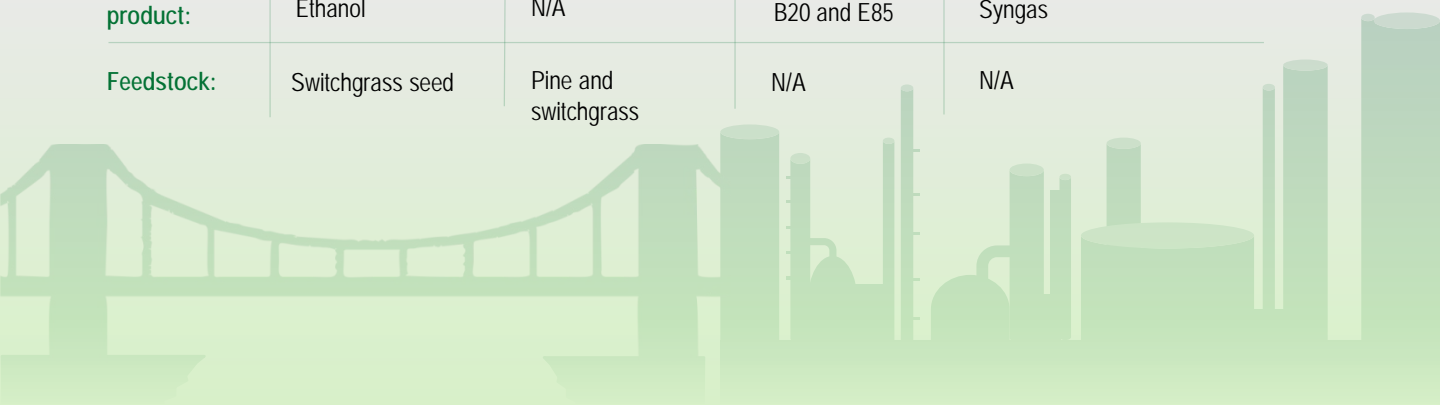 product: Ethanol N/A B20 and E85 Syngas
Feedstock: Switchgrass seed Pine and N/A N/A
switchgrass